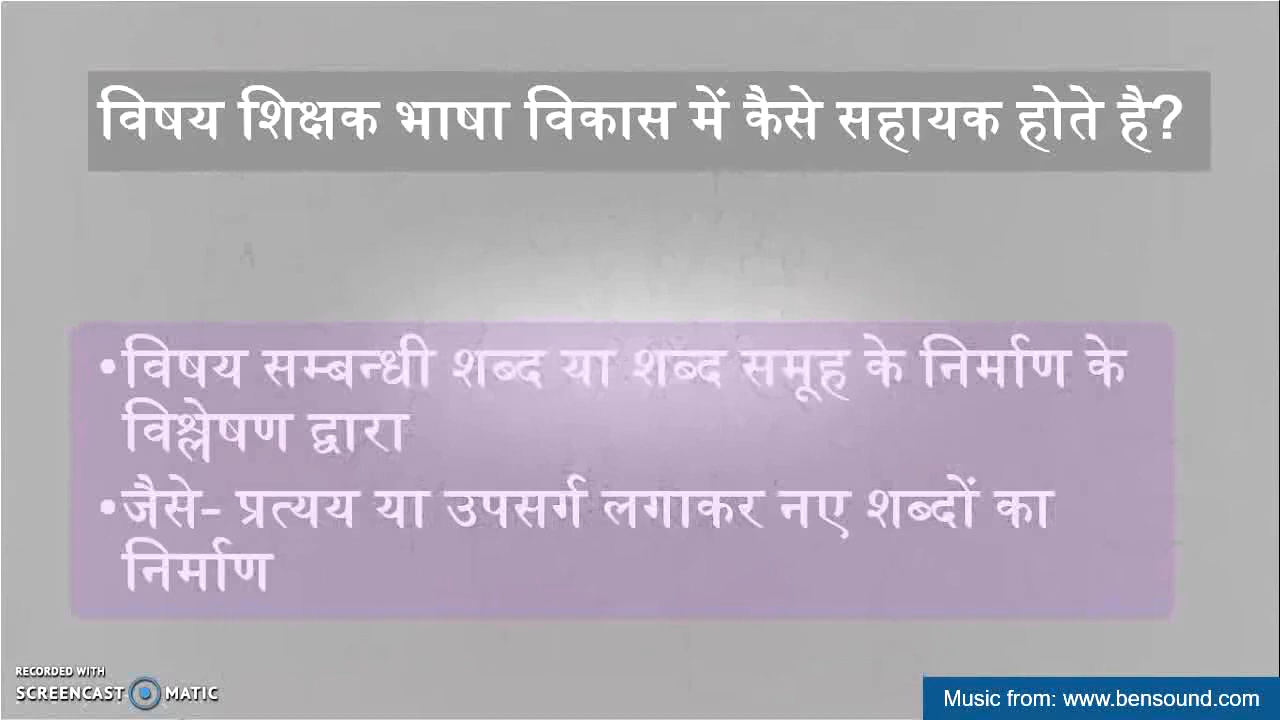 विषय शिक्षक भाषा विकास में कैसे सहायक होते है?
•विषय सम्बन्धी शब्द या शब्द समूह के निर्माण के
विश्लेषण द्वारा
•जैसे- प्रत्यय या उपसर्ग लगाकर नए शब्दों का
निर्माण
RECORDED WITH
SCREENCAST MATIC
Music from: www.bensound.com